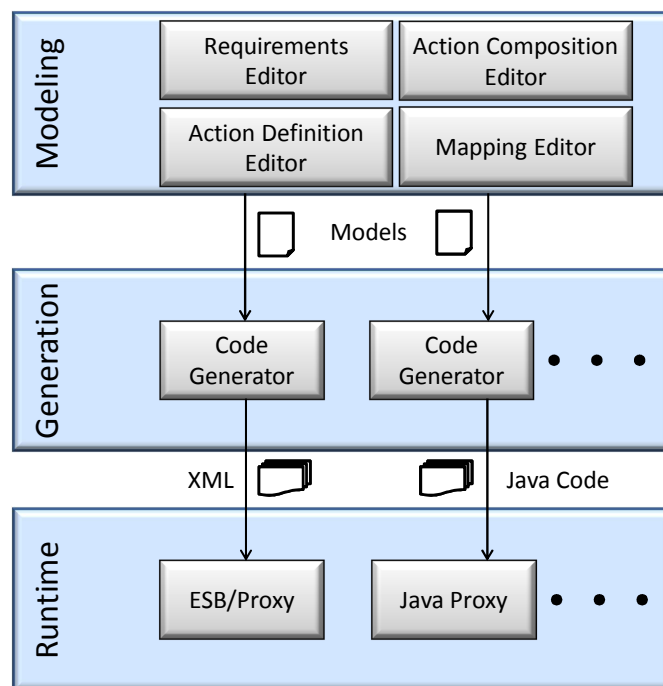 Modeling
Requirements
Editor
Action Composition
Editor
Action Definition
Editor
Mapping Editor
Models
Generation
Code
Generator
Code
Generator
XML
Java Code
Runtime
ESB/Proxy
Java Proxy